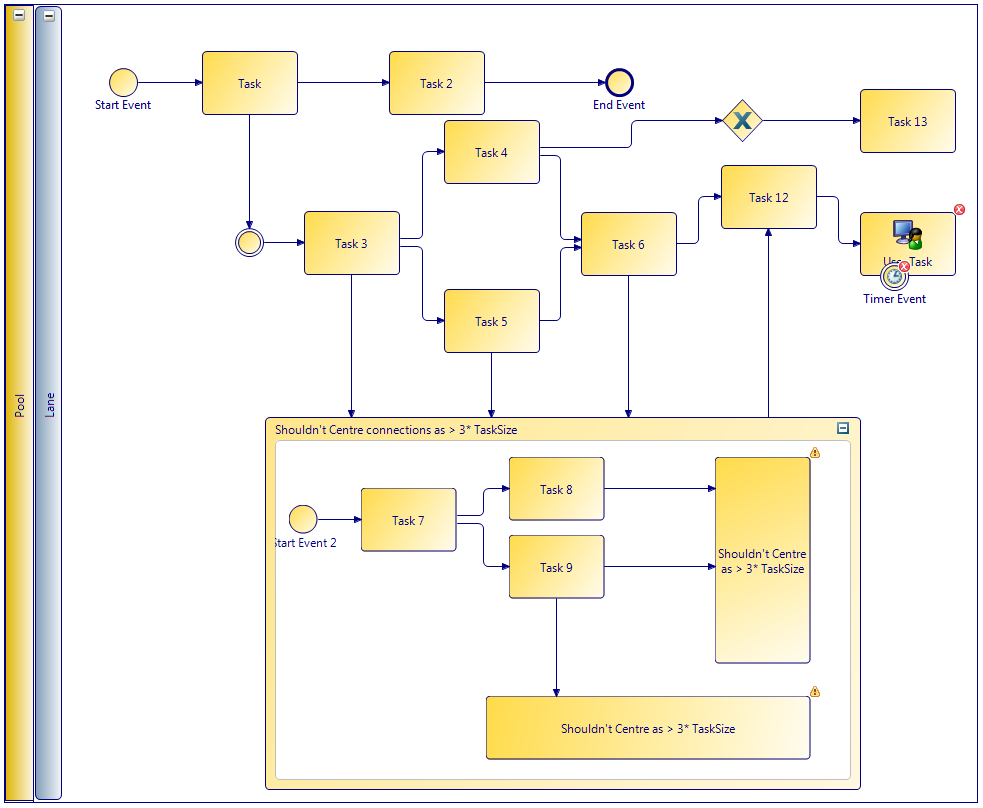 Pool
Lane
Start Event
Task
Task 2
End Event
Task 4
Task 13
Task 3
Task 6
Task 12
Task
Timer Event
Task 5
Shouldn't Centre connections as > 3* TaskSize
Start Event 2
Task 7
Task 8
Task 9
Shouldn't Centre
as > 3* TaskSize
Shouldn't Centre as > 3* TaskSize